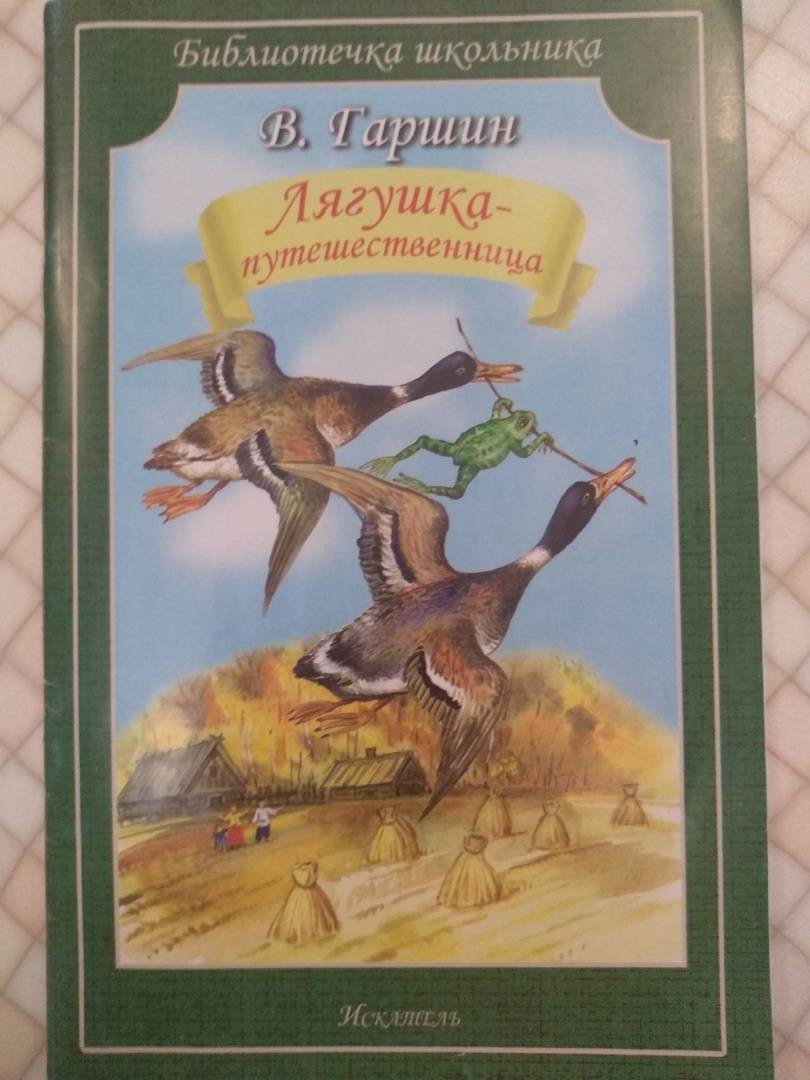 Библиотечка школьника
В. Гаршин
Лягушка-
путешественница
Искатель